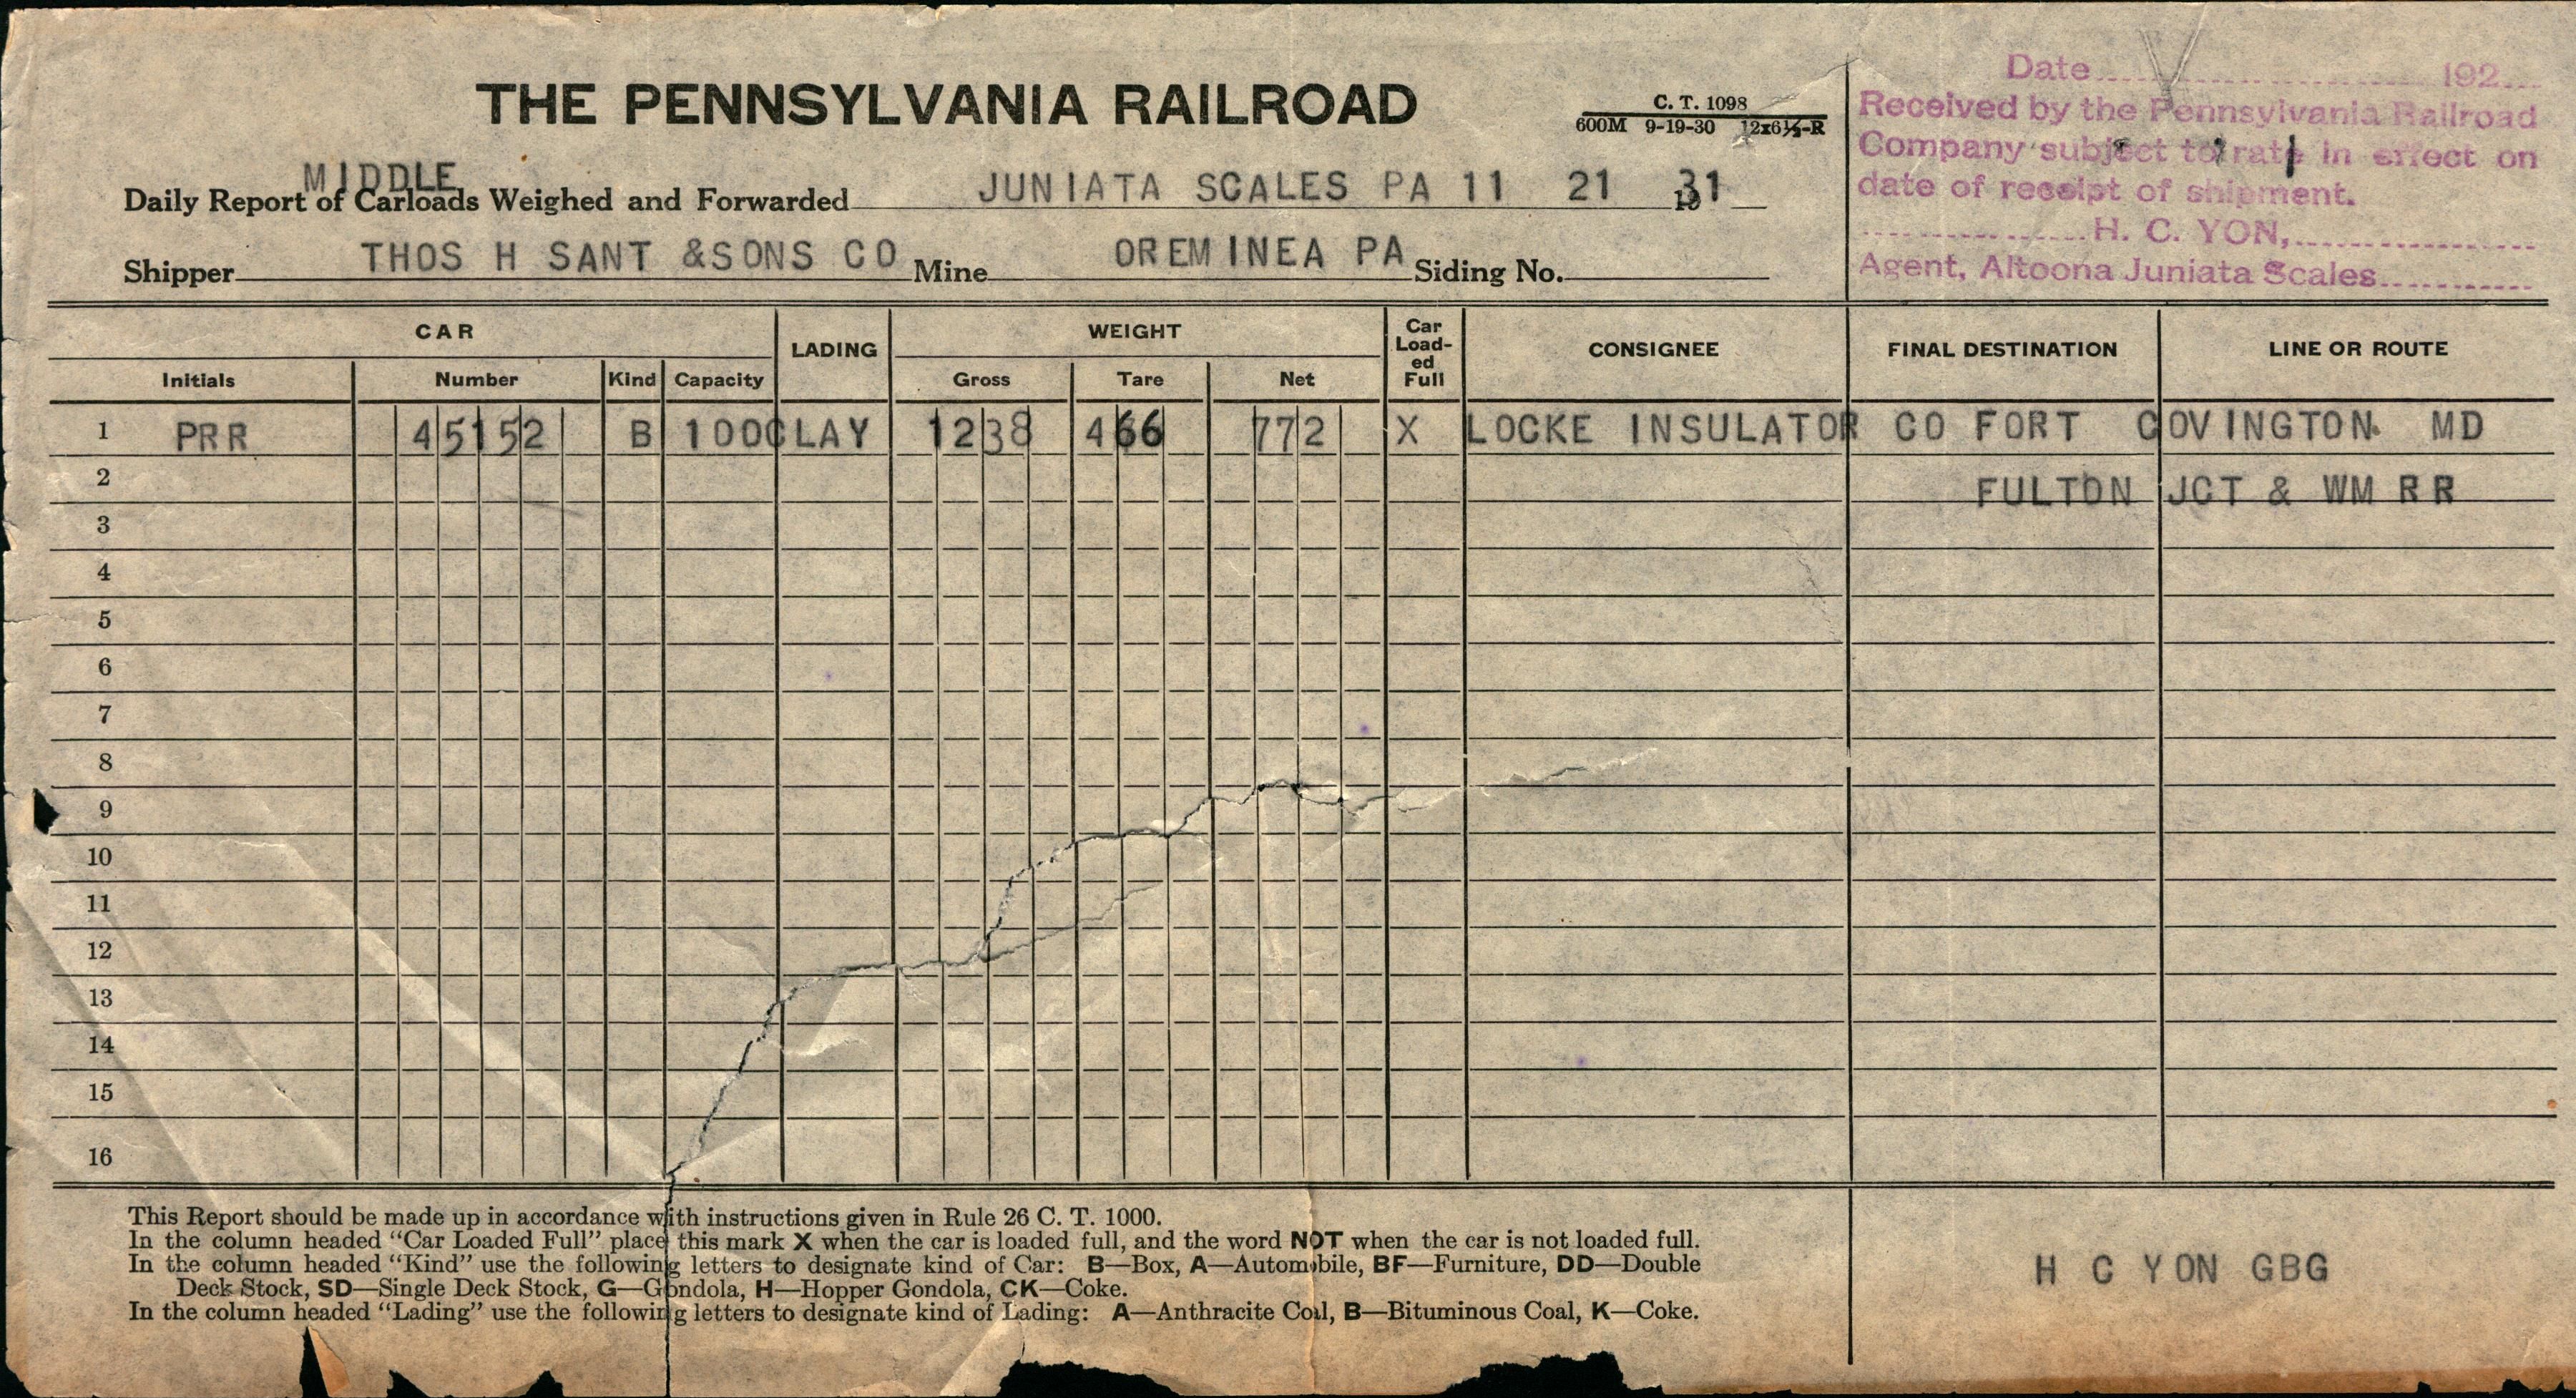 THE PENNSYLVANIA RAILROAD
C. T. 1098
600M 9-19-30 12x6½-R
Date 192
Received by the Pennsylvania Railroad
Company subject to rate in effect on
date of receipt of shipment.
H. C. YON,
Agent, Altoona Juniata Scales
MIDDLE
Daily Report of Carloads Weighed and Forwarded JUNIATA SCALES PA 11 21 1931
Shipper THOS H SANT &SONS CO Mine OREMINEA PA Siding No.
CAR LADING WEIGHT Car Loaded Full CONSIGNEE FINAL DESTINATION LINE OR ROUTE
Initials Number Kind Capacity Gross Tare Net
1 PRR 45152 B 100 CLAY 1238 466 772 X LOCKE INSULATOR CO FORT COVINGTON MD
2 FULTON JCT & WM RR
3
4
5
6
7
8
9
10
11
12
13
14
15
16
This Report should be made up in accordance with instructions given in Rule 26 C. T. 1000.
In the column headed “Car Loaded Full” place this mark X when the car is loaded full, and the word NOT when the car is not loaded full.
In the column headed “Kind” use the following letters to designate kind of Car: B—Box, A—Automobile, BF—Furniture, DD—Double
Deck Stock, SD—Single Deck Stock, G—Gondola, H—Hopper Gondola, CK—Coke.
In the column headed “Lading” use the following letters to designate kind of Lading: A—Anthracite Coal, B—Bituminous Coal, K—Coke.
H C YON GBG